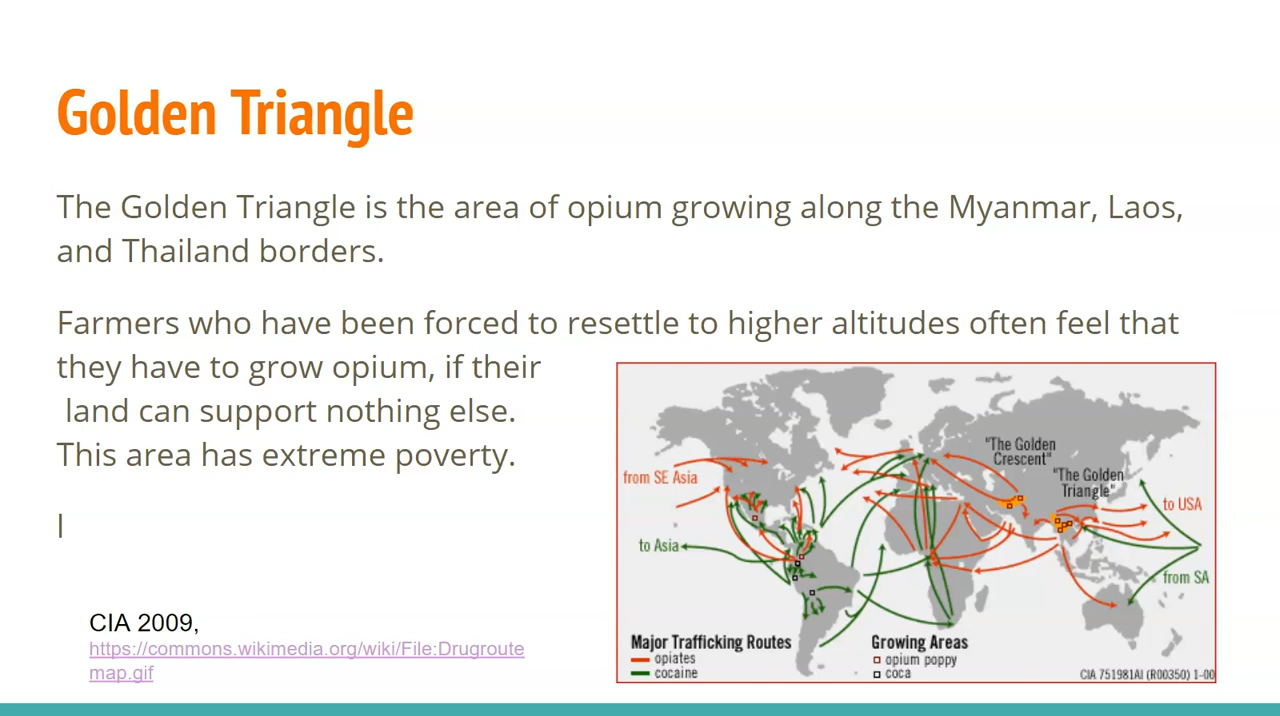 Golden Triangle
The Golden Triangle is the area of opium growing along the Myanmar, Laos,
and Thailand borders.
Farmers who have been forced to resettle to higher altitudes often feel that
they have to grow opium, if their
land can support nothing else.
This area has extreme poverty.
"The Golden
Crescent"
"The Golden
Triangle"
from SE Asia
to USA
to Asia
from SA
Major Trafficking Routes
opiates
cocaine
Growing Areas
opium poppy
coca
CIA 751981AI (R00350) 1-00
CIA 2009,
https://commons.wikimedia.org/wiki/File:Drugroute
map.gif